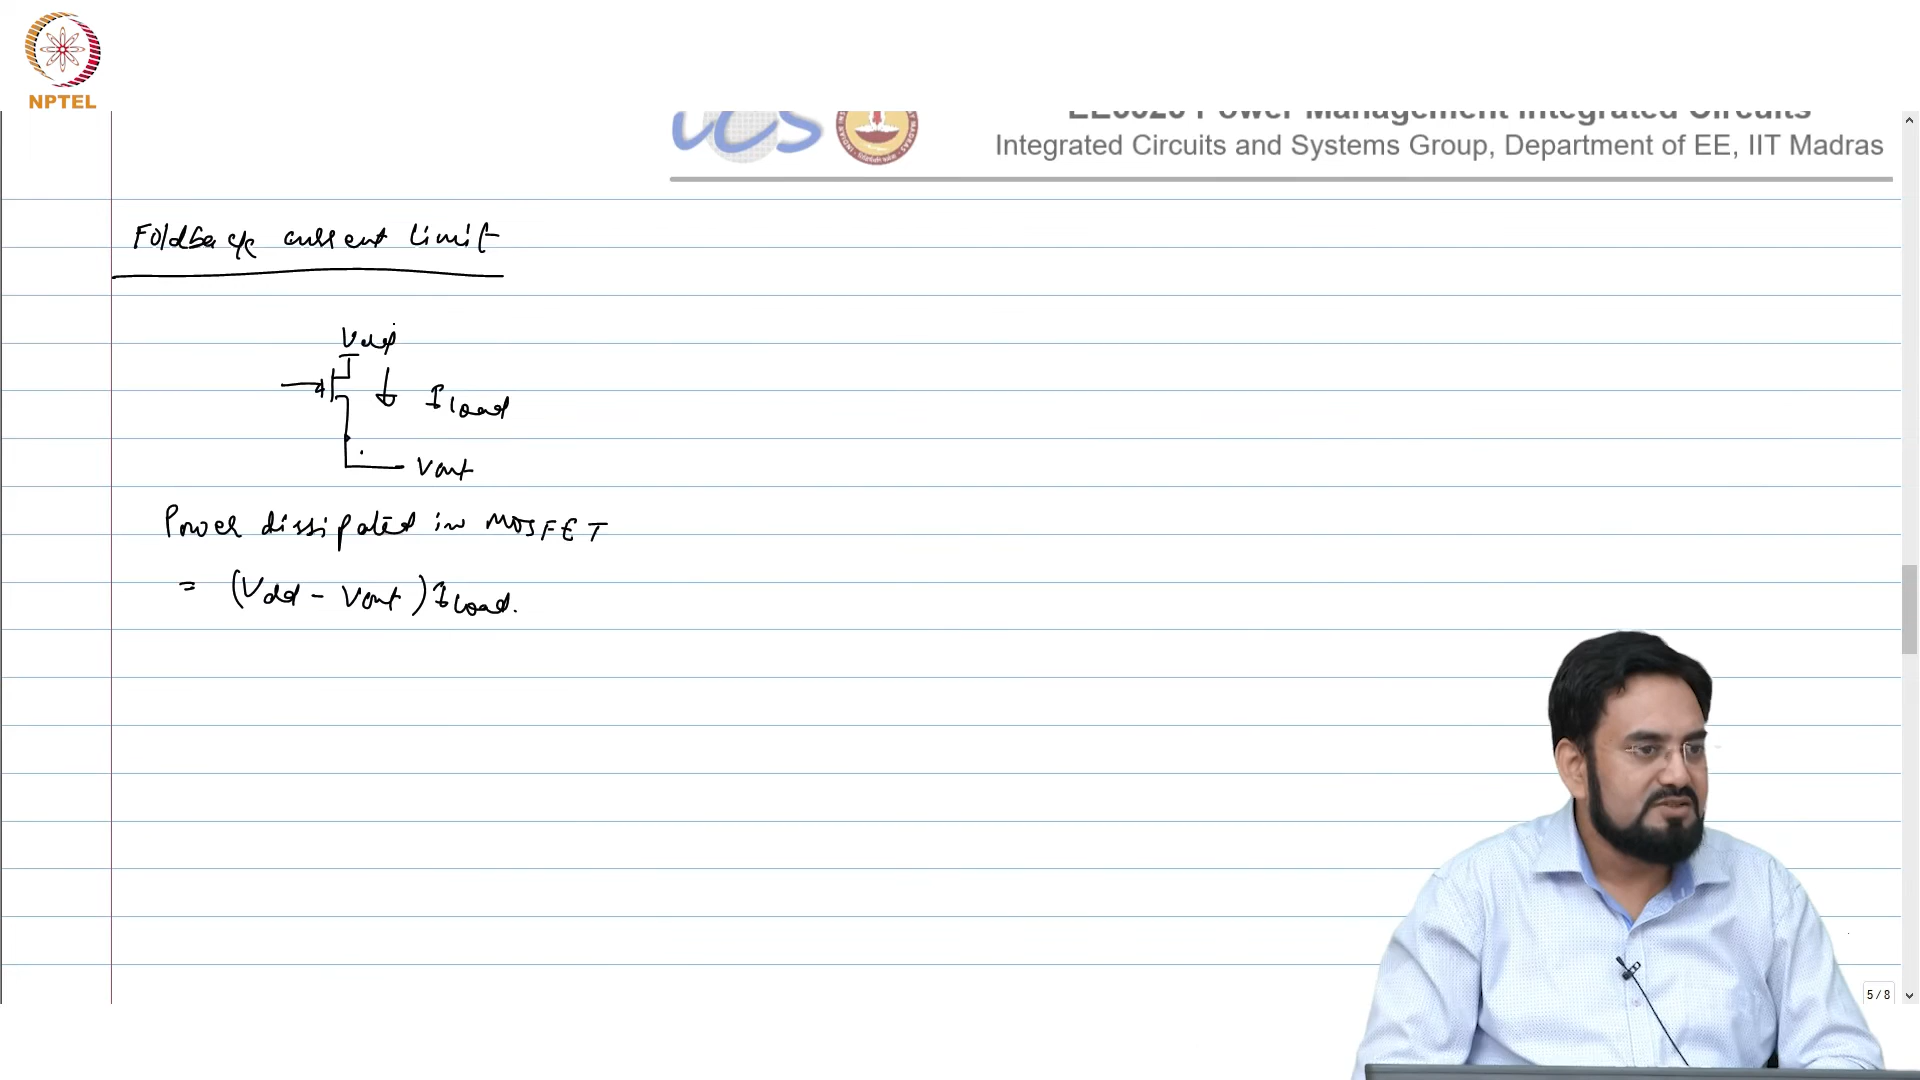 NPTEL
Integrated Circuits and Systems Group, Department of EE, IIT Madras
Foldback current limit
Vdd
Iload
Vout
Power dissipated in MOSFET
= (Vdd - Vout) Iload.
5 / 8